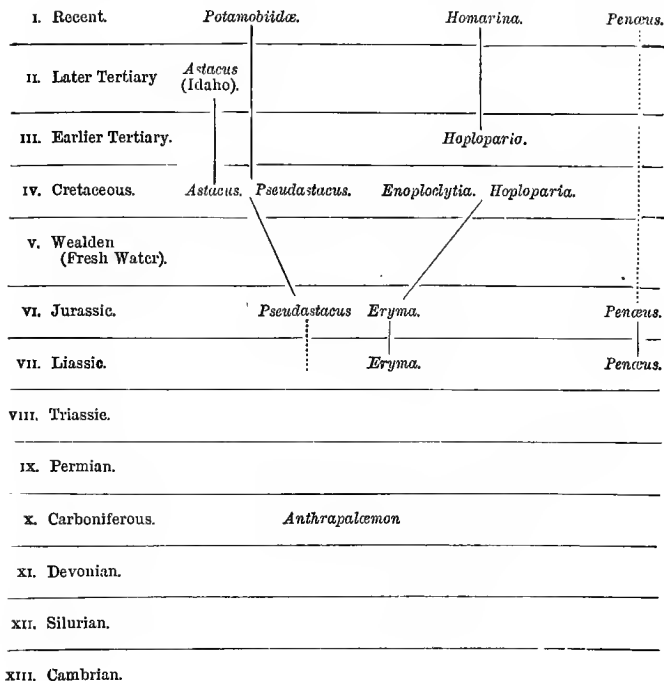 I. Recent. Potamobiidæ. Homarina. Penæus.
II. Later Tertiary Astacus
(Idaho).
III. Earlier Tertiary. Hoplopario.
IV. Cretaceous. Astacus. Pseudastacus. Enoploclytia. Hoploparia.
V. Wealden
(Fresh Water).
VI. Jurassic. Pseudastacus Eryma. Penæus.
VII. Liassic. Eryma. Penæus.
VIII. Triassie.
IX. Permian.
X. Carboniferous. Anthrapalæmon
XI. Devonian.
XII. Silurian.
XIII. Cambrian.